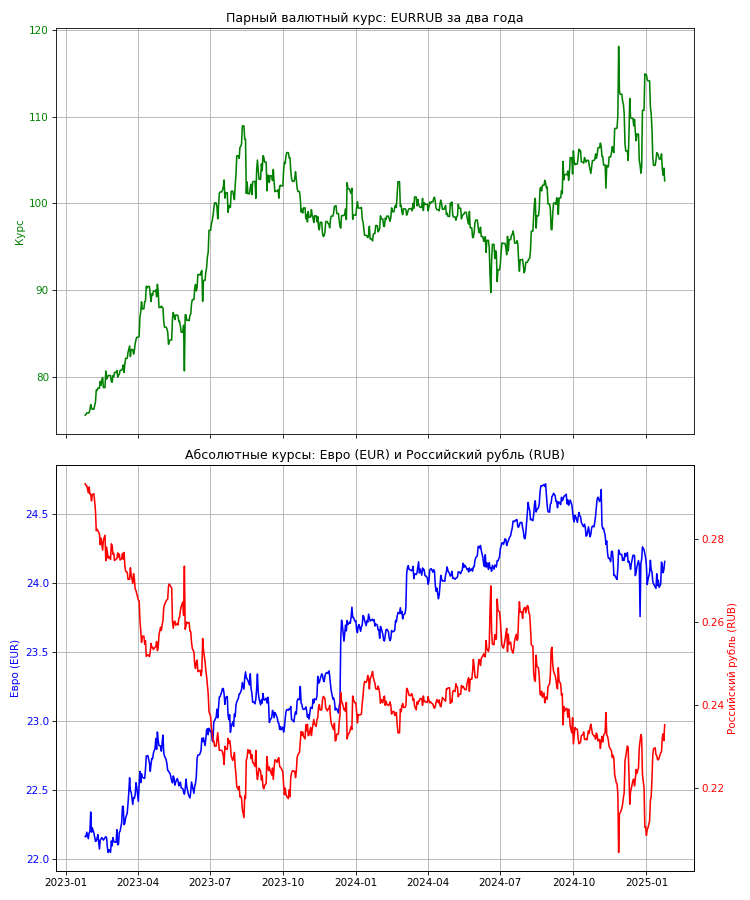 Парный валютный курс: EURRUB за два года
120
110
100
90
80
Курс
Абсолютные курсы: Евро (EUR) и Российский рубль (RUB)
24.5
24.0
23.5
23.0
22.5
22.0
Евро (EUR)
0.28
0.26
0.24
0.22
Российский рубль (RUB)
2023-01 2023-04 2023-07 2023-10 2024-01 2024-04 2024-07 2024-10 2025-01